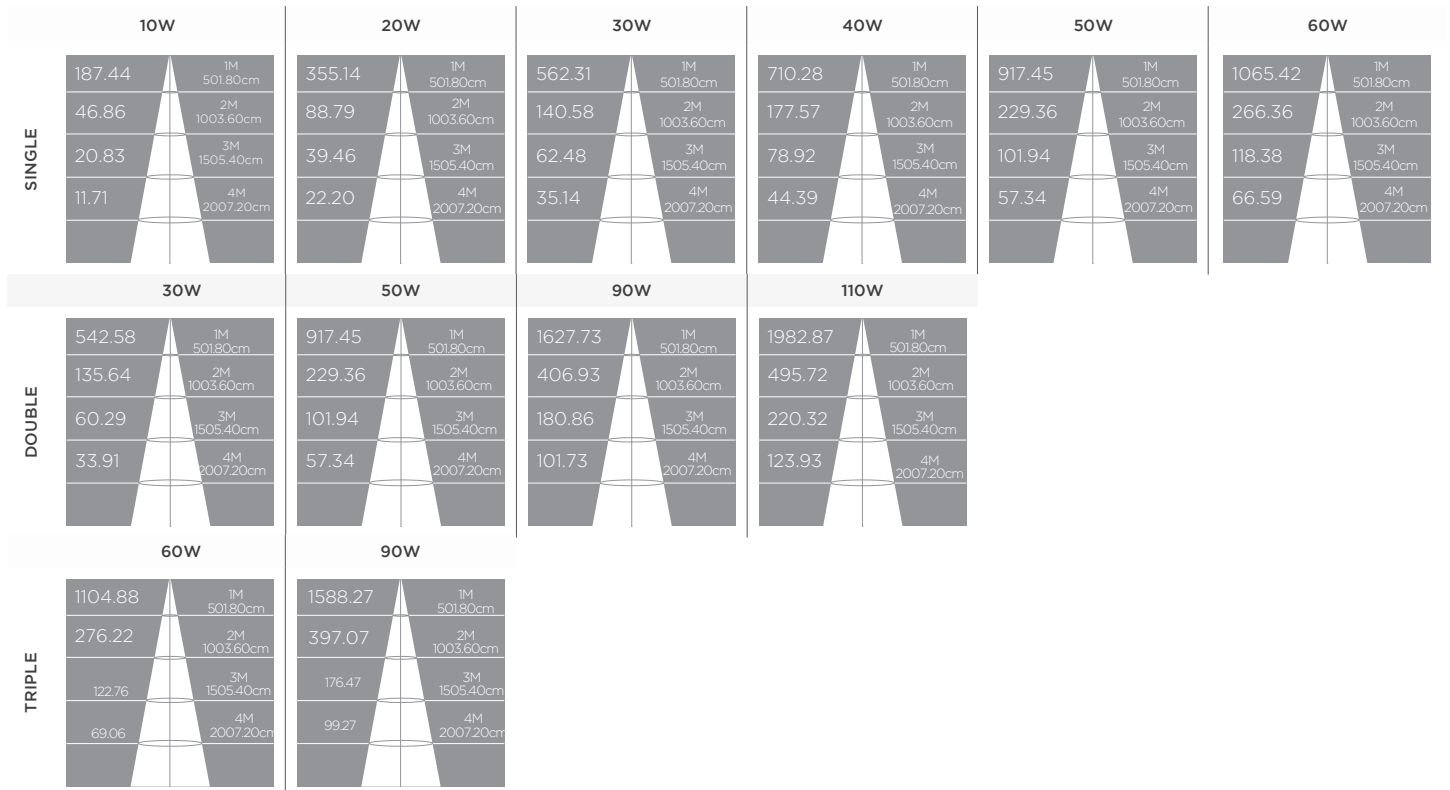 10W 20W 30W 40W 50W 60W
SINGLE
187.44 1M
501.80cm
46.86 2M
1003.60cm
20.83 3M
1505.40cm
11.71 4M
2007.20cm
355.14 1M
501.80cm
88.79 2M
1003.60cm
39.46 3M
1505.40cm
22.20 4M
2007.20cm
562.31 1M
501.80cm
140.58 2M
1003.60cm
62.48 3M
1505.40cm
35.14 4M
2007.20cm
710.28 1M
501.80cm
177.57 2M
1003.60cm
78.92 3M
1505.40cm
44.39 4M
2007.20cm
917.45 1M
501.80cm
229.36 2M
1003.60cm
101.94 3M
1505.40cm
57.34 4M
2007.20cm
1065.42 1M
501.80cm
266.36 2M
1003.60cm
118.38 3M
1505.40cm
66.59 4M
2007.20cm
30W 50W 90W 110W
DOUBLE
542.58 1M
501.80cm
135.64 2M
1003.60cm
60.29 3M
1505.40cm
33.91 4M
2007.20cm
917.45 1M
501.80cm
229.36 2M
1003.60cm
101.94 3M
1505.40cm
57.34 4M
2007.20cm
1627.73 1M
501.80cm
406.93 2M
1003.60cm
180.86 3M
1505.40cm
101.73 4M
2007.20cm
1982.87 1M
501.80cm
495.72 2M
1003.60cm
220.32 3M
1505.40cm
123.93 4M
2007.20cm
60W 90W
TRIPLE
1104.88 1M
501.80cm
276.22 2M
1003.60cm
122.76 3M
1505.40cm
69.06 4M
2007.20cm
1588.27 1M
501.80cm
397.07 2M
1003.60cm
176.47 3M
1505.40cm
99.27 4M
2007.20cm